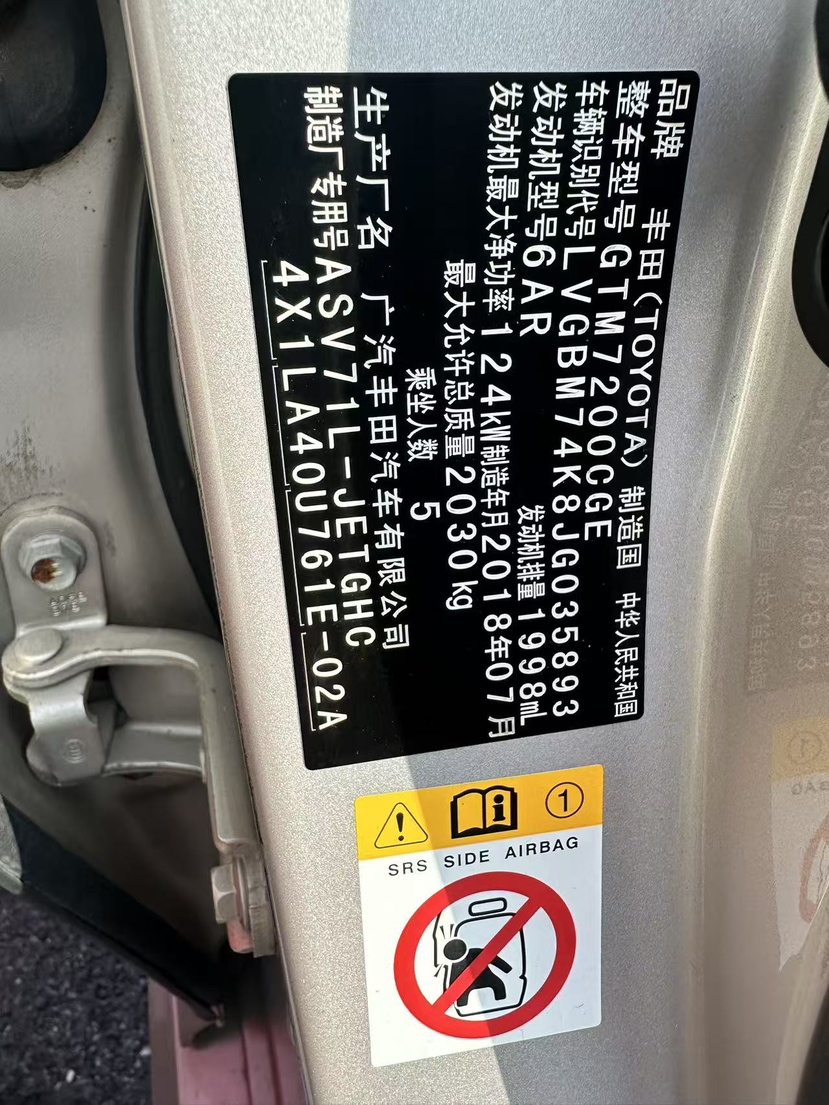 品牌 丰田(TOYOTA) 制造国 中华人民共和国
整车型号 GTM7200CGE
车辆识别代号 LVGBM74K8JG035893
发动机型号 6AR 发动机排量 1998mL
发动机最大净功率 124kW 制造年月 2018年07月
最大允许总质量 2030kg
乘坐人数 5
生产厂名 广汽丰田汽车有限公司
制造厂专用号 ASV71L-JETGHC
4X1LA40U761E-02A
1
SRS SIDE AIRBAG